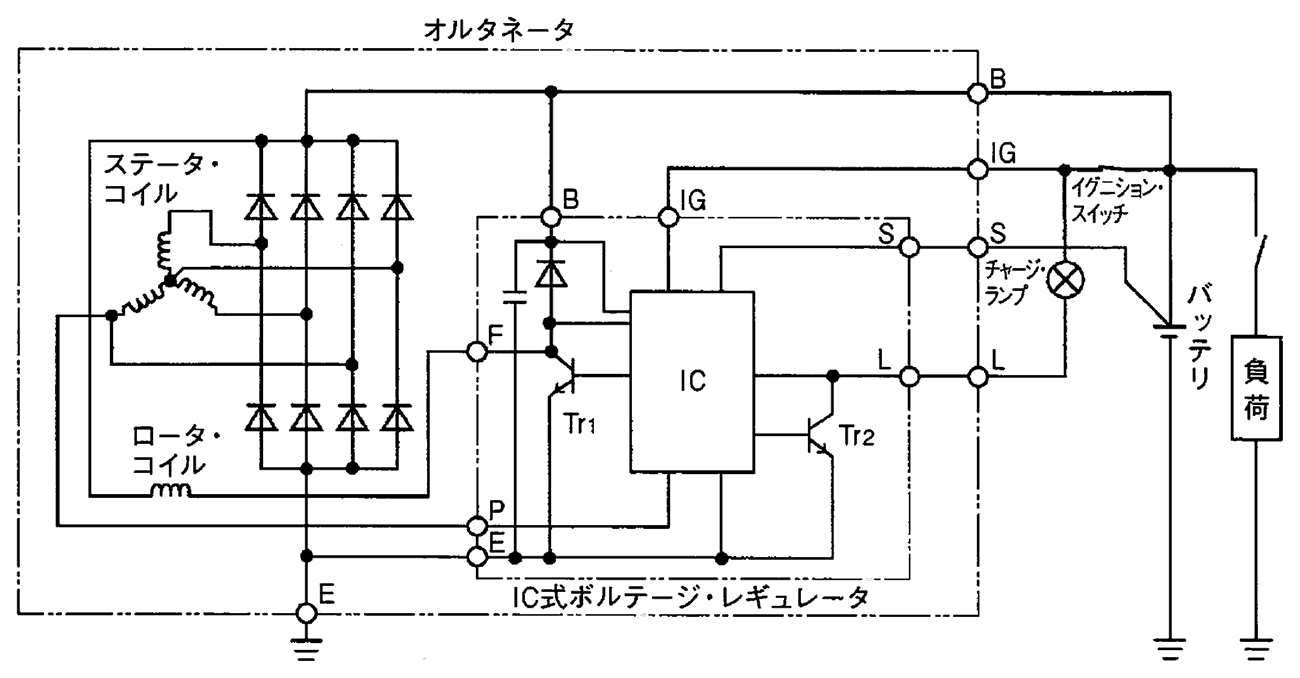 オルタネータ
B
IG
ステータ・
コイル
イグニション・
スイッチ
B
IG
S
S
チャージ・
ランプ
バッテリ
F
L
L
IC
負荷
Tr1
Tr2
ロータ・
コイル
P
E
IC式ボルテージ・レギュレータ
E